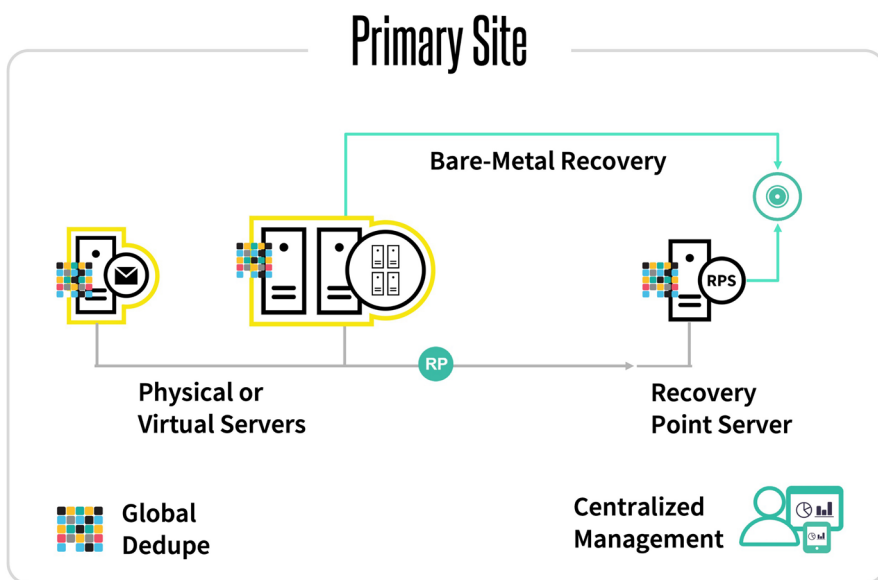 Primary Site
Bare-Metal Recovery
RPS
RP
Physical or
Virtual Servers
Recovery
Point Server
Global
Dedupe
Centralized
Management